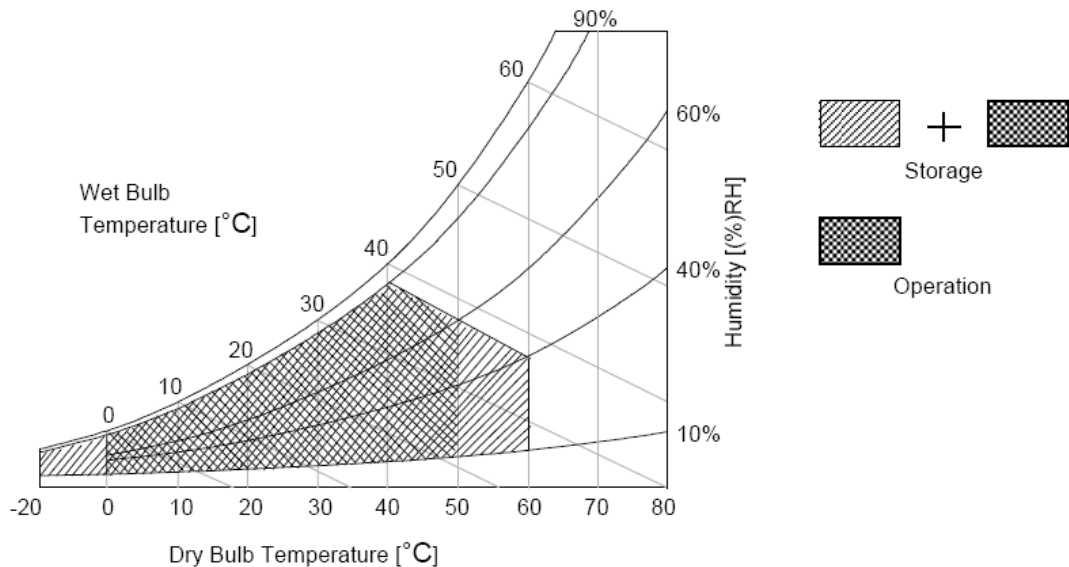 90%
60
60%
50
Storage
Wet Bulb
Temperature [°C]
40
Humidity [(%)RH]
40%
30
Operation
20
10
0
10%
-20 0 10 20 30 40 50 60 70 80
Dry Bulb Temperature [°C]